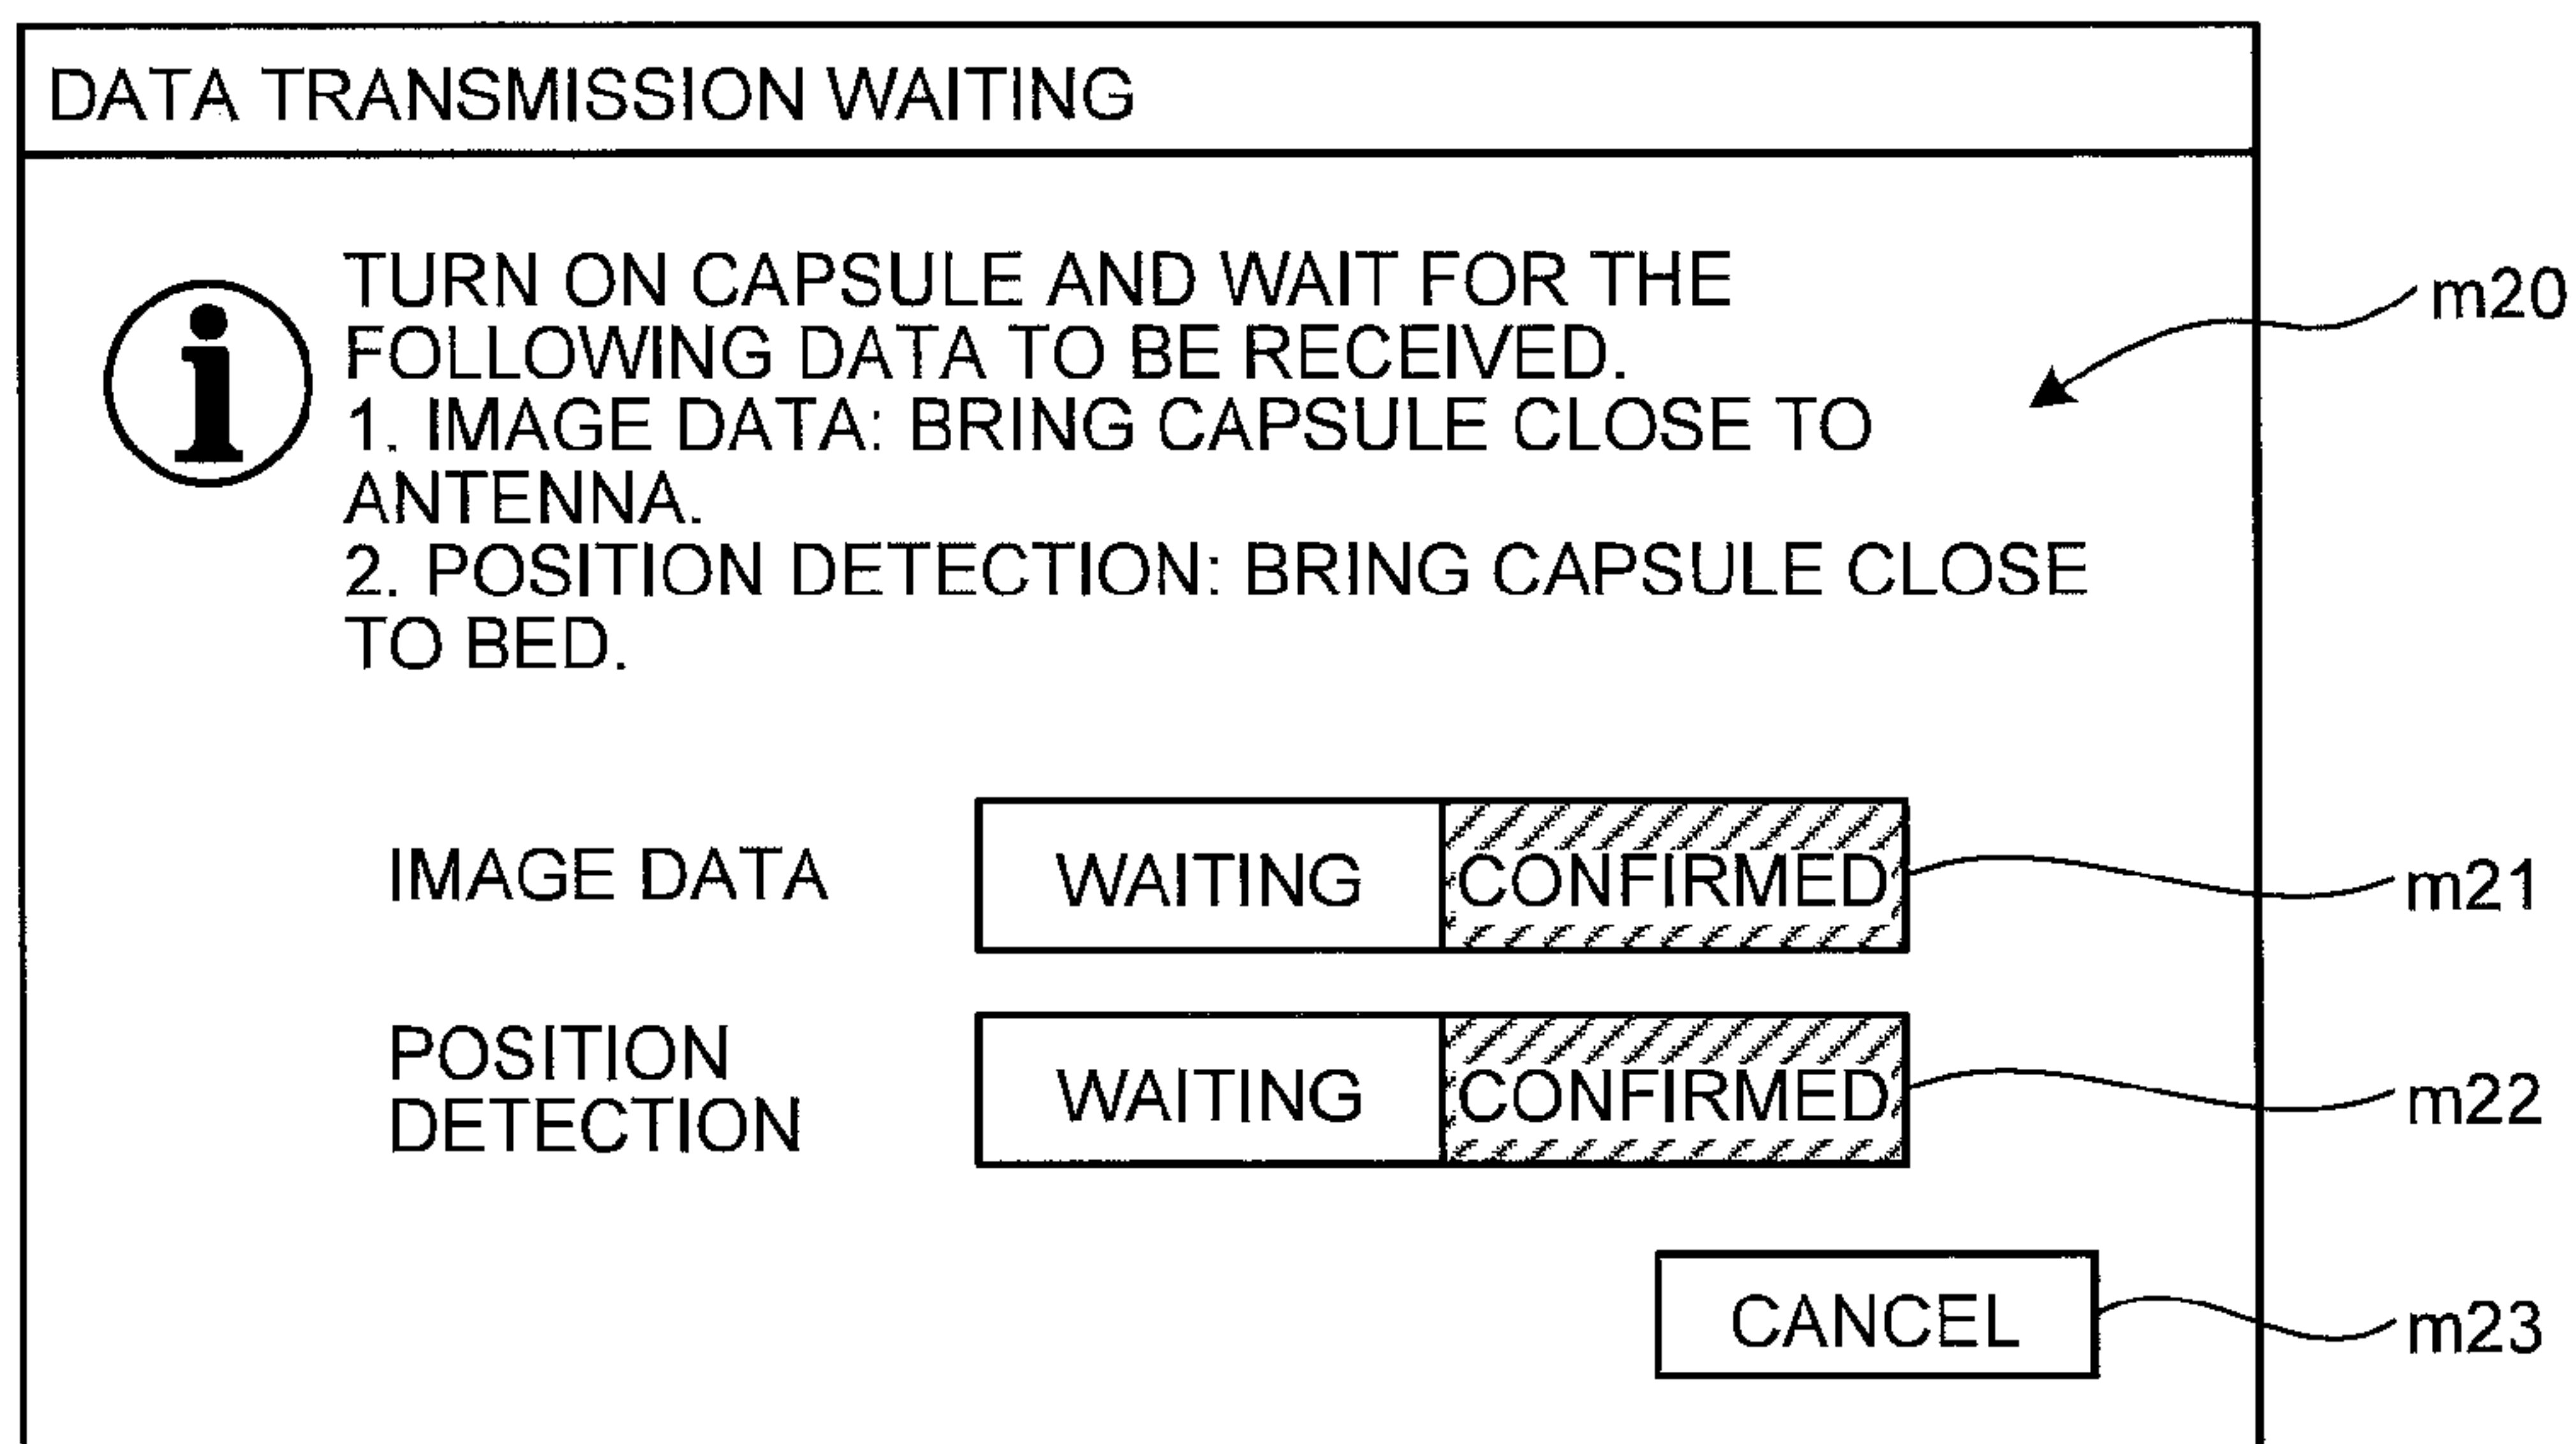 DATA TRANSMISSION WAITING
TURN ON CAPSULE AND WAIT FOR THE
FOLLOWING DATA TO BE RECEIVED.
1. IMAGE DATA: BRING CAPSULE CLOSE TO
ANTENNA.
2. POSITION DETECTION: BRING CAPSULE CLOSE
TO BED.
m20
IMAGE DATA WAITING CONFIRMED m21
POSITION
DETECTION
WAITING CONFIRMED m22
CANCEL m23